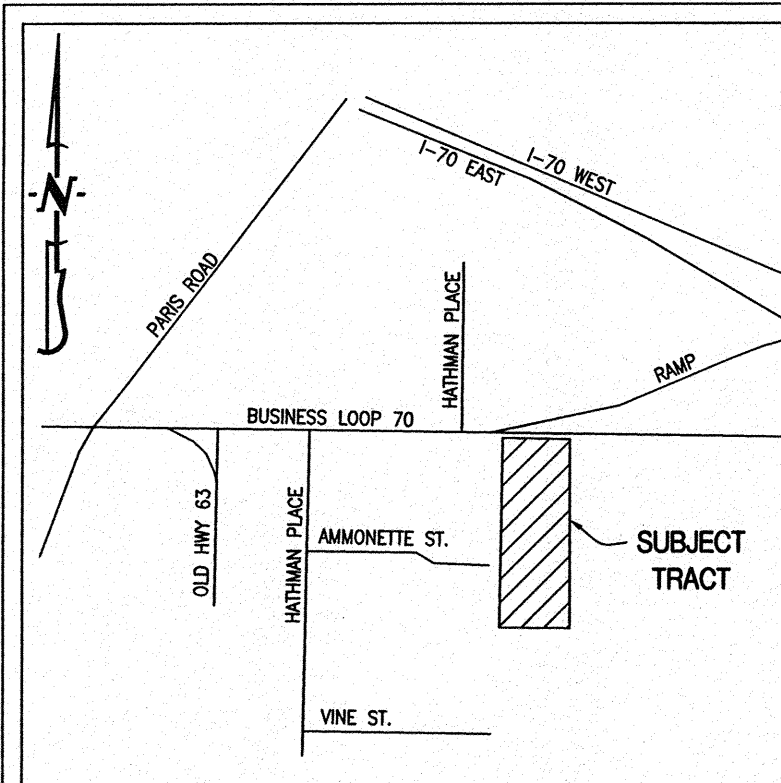 N
I-70 WEST
I-70 EAST
PARIS ROAD
HATHMAN PLACE
RAMP
BUSINESS LOOP 70
OLD HWY 63
HATHMAN PLACE
AMMONETTE ST.
SUBJECT
TRACT
VINE ST.